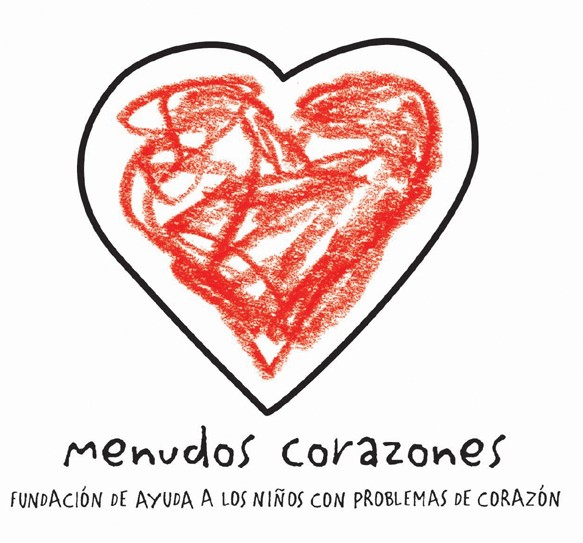 menudos corazones
FUNDACIÓN DE AYUDA A LOS NIÑOS CON PROBLEMAS DE CORAZÓN